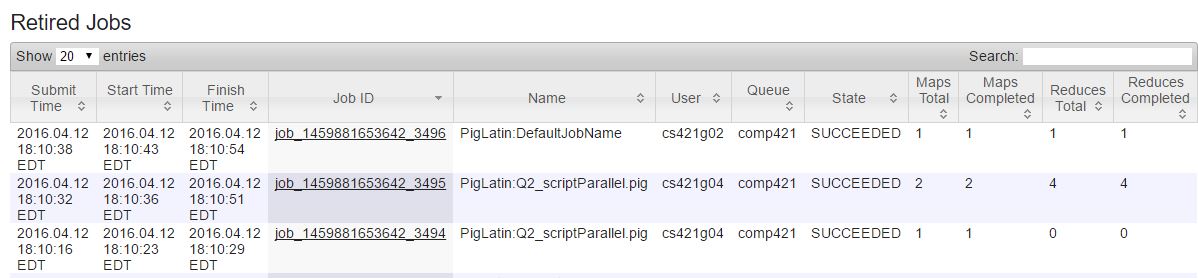 Retired Jobs
Show 20 entries Search:
Submit Time Start Time Finish Time Job ID Name User Queue State Maps Total Maps Completed Reduces Total Reduces Completed
2016.04.12 18:10:38 EDT 2016.04.12 18:10:43 EDT 2016.04.12 18:10:54 EDT job_1459881653642_3496 PigLatin:DefaultJobName cs421g02 comp421 SUCCEEDED 1 1 1 1
2016.04.12 18:10:32 EDT 2016.04.12 18:10:36 EDT 2016.04.12 18:10:51 EDT job_1459881653642_3495 PigLatin:Q2_scriptParallel.pig cs421g04 comp421 SUCCEEDED 2 2 4 4
2016.04.12 18:10:16 EDT 2016.04.12 18:10:23 EDT 2016.04.12 18:10:29 EDT job_1459881653642_3494 PigLatin:Q2_scriptParallel.pig cs421g04 comp421 SUCCEEDED 1 1 0 0